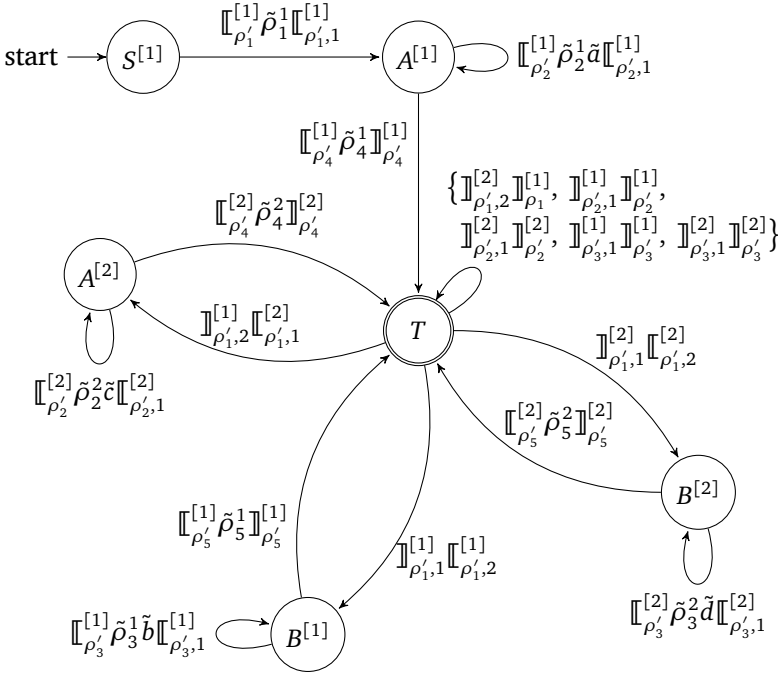 ⟦^{[1]}_{ρ′_1} ρ̃^1_1 ⟦^{[1]}_{ρ′_1,1}
start S^{[1]} A^{[1]} ⟦^{[1]}_{ρ′_2} ρ̃^1_2 ã ⟦^{[1]}_{ρ′_2,1}
⟦^{[1]}_{ρ′_4} ρ̃^1_4 ⟧^{[1]}_{ρ′_4}
{⟧^{[2]}_{ρ′_1,2} ⟧^{[1]}_{ρ_1}, ⟧^{[1]}_{ρ′_2,1} ⟧^{[1]}_{ρ′_2},
⟧^{[2]}_{ρ′_2,1} ⟧^{[2]}_{ρ′_2}, ⟧^{[1]}_{ρ′_3,1} ⟧^{[1]}_{ρ′_3}, ⟧^{[2]}_{ρ′_3,1} ⟧^{[2]}_{ρ′_3}}
⟦^{[2]}_{ρ′_4} ρ̃^2_4 ⟧^{[2]}_{ρ′_4}
A^{[2]}
⟧^{[1]}_{ρ′_1,2} ⟦^{[2]}_{ρ′_1,1}
T
⟧^{[2]}_{ρ′_1,1} ⟦^{[2]}_{ρ′_1,2}
⟦^{[2]}_{ρ′_2} ρ̃^2_2 c̃ ⟦^{[2]}_{ρ′_2,1}
⟦^{[2]}_{ρ′_5} ρ̃^2_5 ⟧^{[2]}_{ρ′_5}
B^{[2]}
⟦^{[1]}_{ρ′_5} ρ̃^1_5 ⟧^{[1]}_{ρ′_5}
⟧^{[1]}_{ρ′_1,1} ⟦^{[1]}_{ρ′_1,2}
⟦^{[2]}_{ρ′_3} ρ̃^2_3 d̃ ⟦^{[2]}_{ρ′_3,1}
⟦^{[1]}_{ρ′_3} ρ̃^1_3 b̃ ⟦^{[1]}_{ρ′_3,1} B^{[1]}